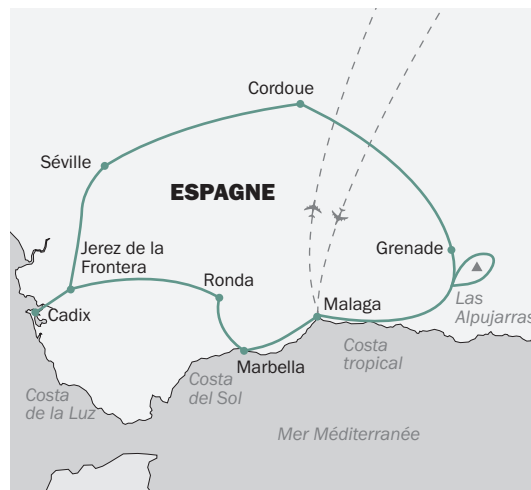 Cordoue
Séville
ESPAGNE
Grenade
Jerez de la
Frontera
Ronda
Las
Alpujarras
Malaga
Cadix
Costa
tropical
Marbella
Costa
del Sol
Costa
de la Luz
Mer Méditerranée